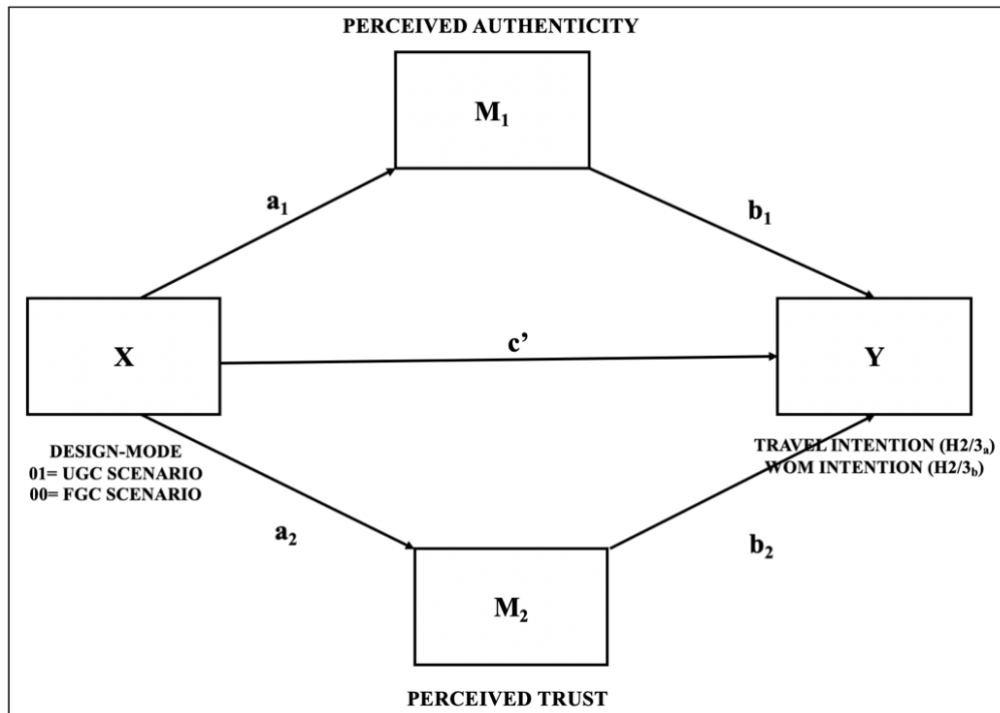 PERCEIVED AUTHENTICITY
M₁
a₁
b₁
X
c’
Y
DESIGN-MODE
01= UGC SCENARIO
00= FGC SCENARIO
TRAVEL INTENTION (H2/3ₐ)
WOM INTENTION (H2/3b)
a₂
b₂
M₂
PERCEIVED TRUST